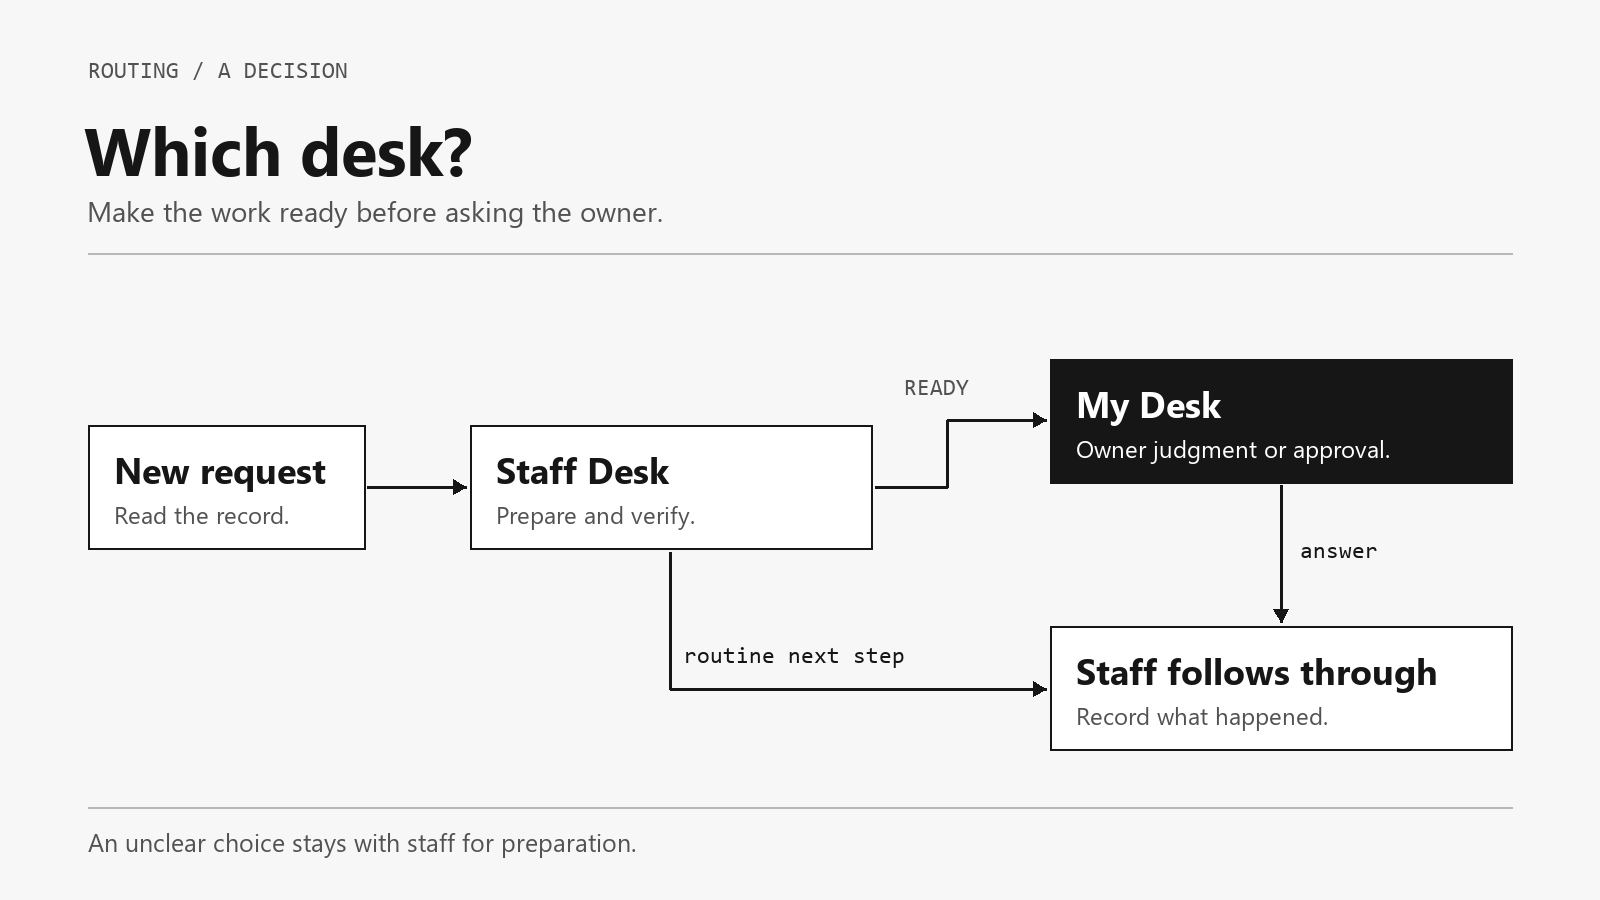 ROUTING / A DECISION
Which desk?
Make the work ready before asking the owner.
READY
My Desk
Owner judgment or approval.
New request
Read the record.
Staff Desk
Prepare and verify.
answer
routine next step
Staff follows through
Record what happened.
An unclear choice stays with staff for preparation.